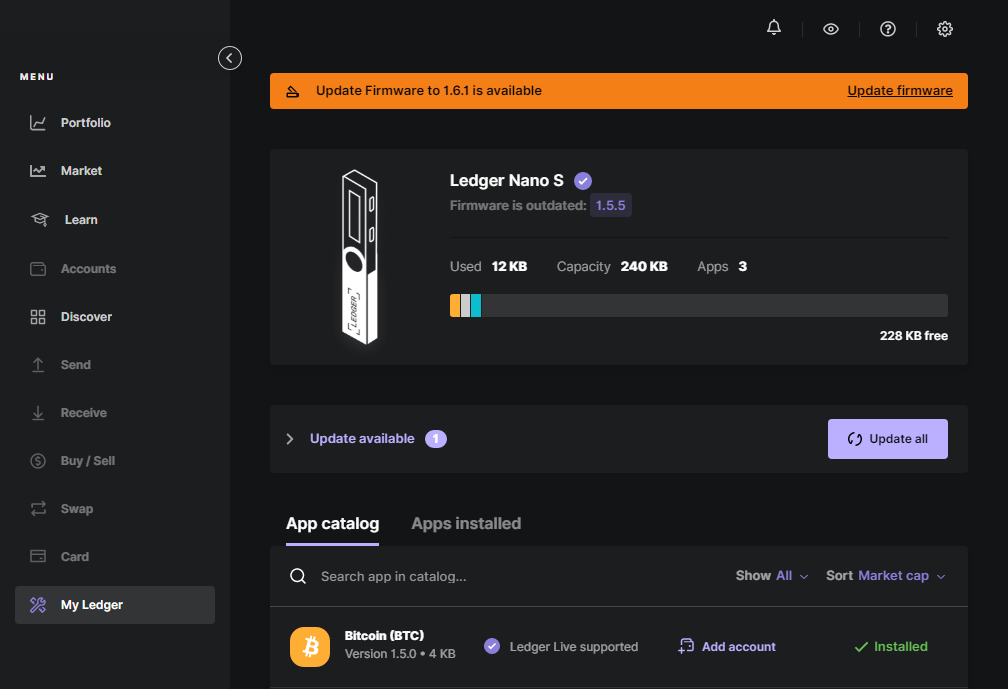 MENU
Portfolio
Market
Learn
Accounts
Discover
Send
Receive
Buy / Sell
Swap
Card
My Ledger
Update Firmware to 1.6.1 is available
Update firmware
LEDGER
Ledger Nano S
Firmware is outdated: 1.5.5
Used 12 KB Capacity 240 KB Apps 3
228 KB free
Update available 1
Update all
App catalog Apps installed
Search app in catalog...
Show All Sort Market cap
Bitcoin (BTC)
Version 1.5.0 • 4 KB
Ledger Live supported
Add account
Installed